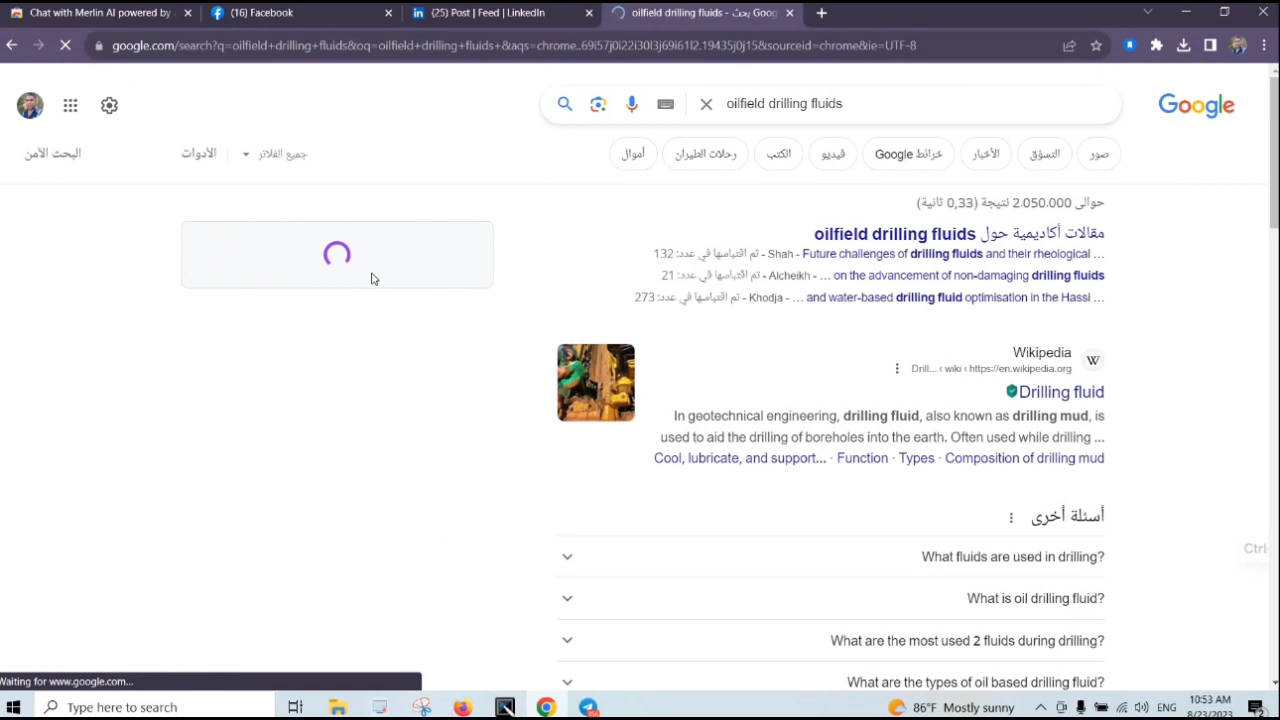 Chat with Merlin AI powered by
(16) Facebook
(25) Post | Feed | LinkedIn
oilfield drilling fluids - بحث Goog
google.com/search?q=oilfield+drilling+fluids&oq=oilfield+drilling+fluids+&aqs=chrome..69i57j0i22i30l3j69i61l2.19435j0j15&sourceid=chrome&ie=UTF-8
oilfield drilling fluids
Google
صور
التسوّق
الأخبار
خرائط Google
فيديو
الكتب
رحلات الطيران
أموال
جميع الفلاتر
الأدوات
البحث الآمن
حوالى 2.050.000 نتيجة (0,33 ثانية)
مقالات أكاديمية حول oilfield drilling fluids
Future challenges of drilling fluids and their rheological ... - Shah - تم اقتباسها في عدد: 132
... on the advancement of non-damaging drilling fluids - Alcheikh - تم اقتباسها في عدد: 21
... and water-based drilling fluid optimisation in the Hassi ... - Khodja - تم اقتباسها في عدد: 273
W
Wikipedia
https://en.wikipedia.org › wiki › Drill...
Drilling fluid
In geotechnical engineering, drilling fluid, also known as drilling mud, is
used to aid the drilling of boreholes into the earth. Often used while drilling ...
Cool, lubricate, and support... · Function · Types · Composition of drilling mud
أسئلة أخرى
What fluids are used in drilling?
Ctrl
What is oil drilling fluid?
What are the most used 2 fluids during drilling?
What are the types of oil based drilling fluid?
Waiting for www.google.com...
Type here to search
86°F Mostly sunny
ENG
10:53 AM
8/23/2023
2